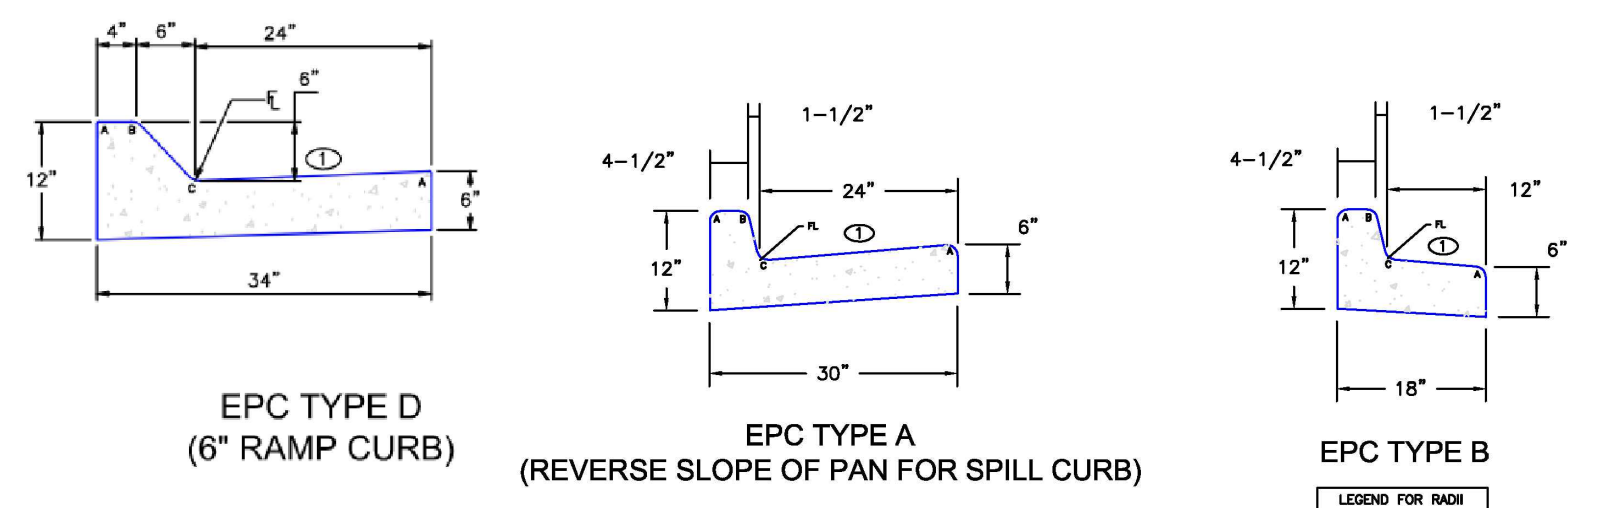 4" 6" 24"
6"
FL
A B
1
12"
C
A
6"
34"
EPC TYPE D
(6" RAMP CURB)
1-1/2"
4-1/2"
24"
A B
FL
1
6"
12"
C
A
30"
EPC TYPE A
(REVERSE SLOPE OF PAN FOR SPILL CURB)
1-1/2"
4-1/2"
12"
A B
FL
1
6"
12"
C
A
18"
EPC TYPE B
LEGEND FOR RADII